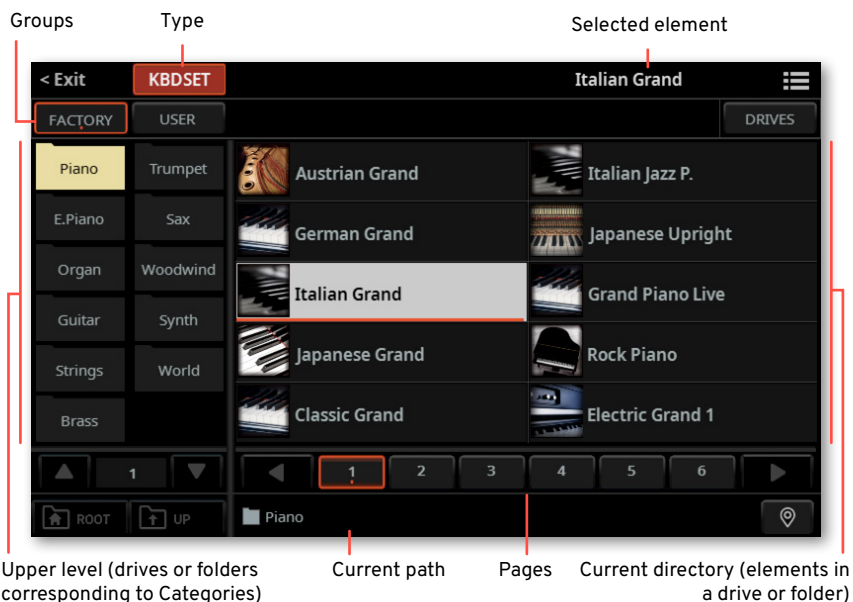 Groups
Type
Selected element
< Exit
KBDSET
Italian Grand
FACTORY
USER
DRIVES
Piano
Trumpet
E.Piano
Sax
Organ
Woodwind
Guitar
Synth
Strings
World
Brass
Austrian Grand
Italian Jazz P.
German Grand
Japanese Upright
Italian Grand
Grand Piano Live
Japanese Grand
Rock Piano
Classic Grand
Electric Grand 1
1
1
2
3
4
5
6
ROOT
UP
Piano
Upper level (drives or folders
corresponding to Categories)
Current path
Pages
Current directory (elements in
a drive or folder)